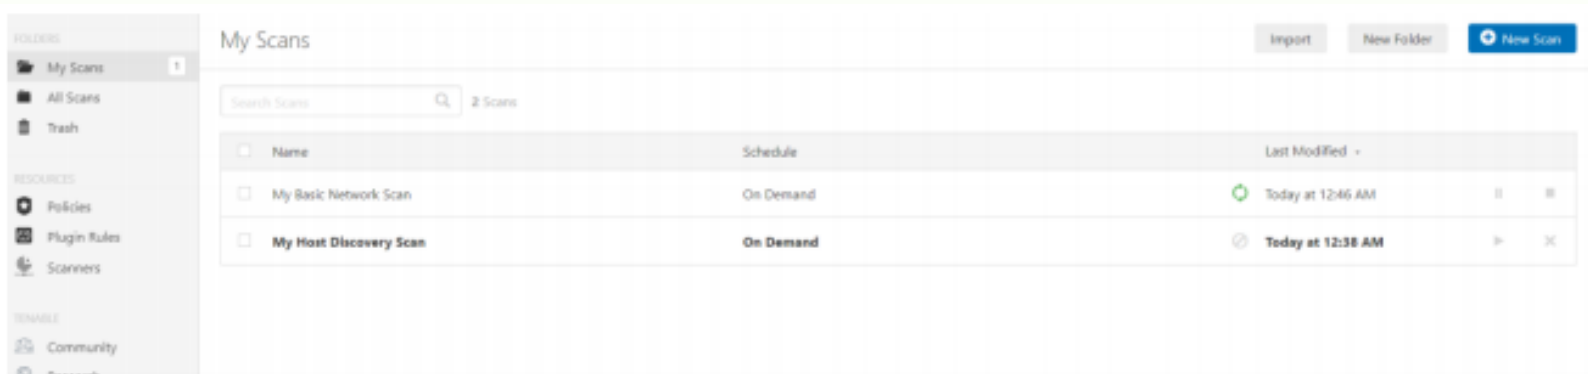 FOLDERS
My Scans 1
All Scans
Trash
RESOURCES
Policies
Plugin Rules
Scanners
TENABLE
Community
Research
My Scans
Import New Folder New Scan
Search Scans 2 Scans
Name Schedule Last Modified
My Basic Network Scan On Demand Today at 12:46 AM
My Host Discovery Scan On Demand Today at 12:38 AM